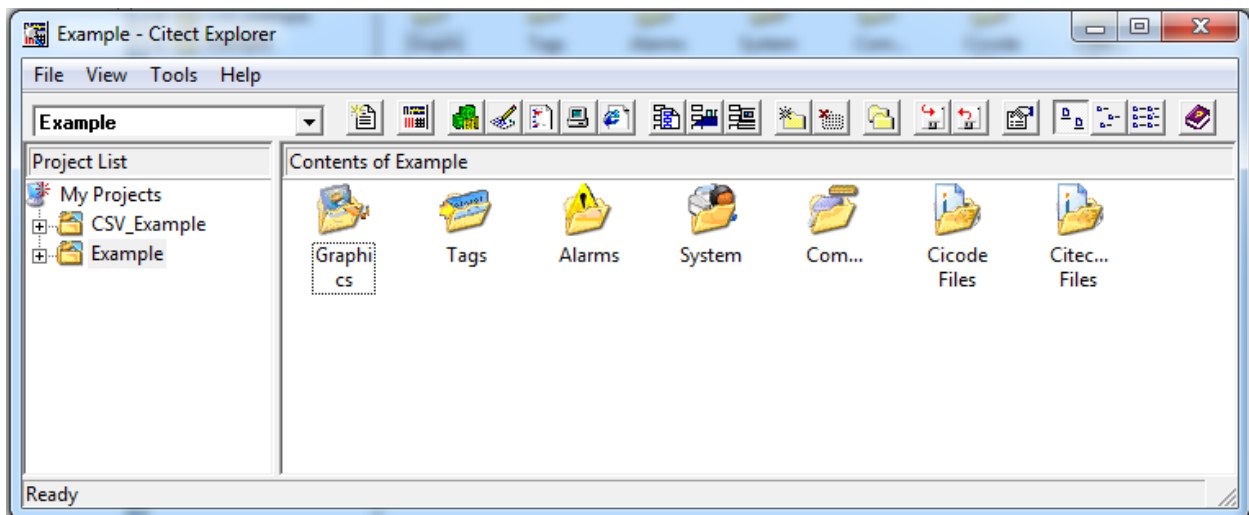 Example - Citect Explorer
File View Tools Help
Example
Project List
Contents of Example
My Projects
CSV_Example
Example
Graphi
cs
Tags
Alarms
System
Com...
Cicode
Files
Citec...
Files
Ready